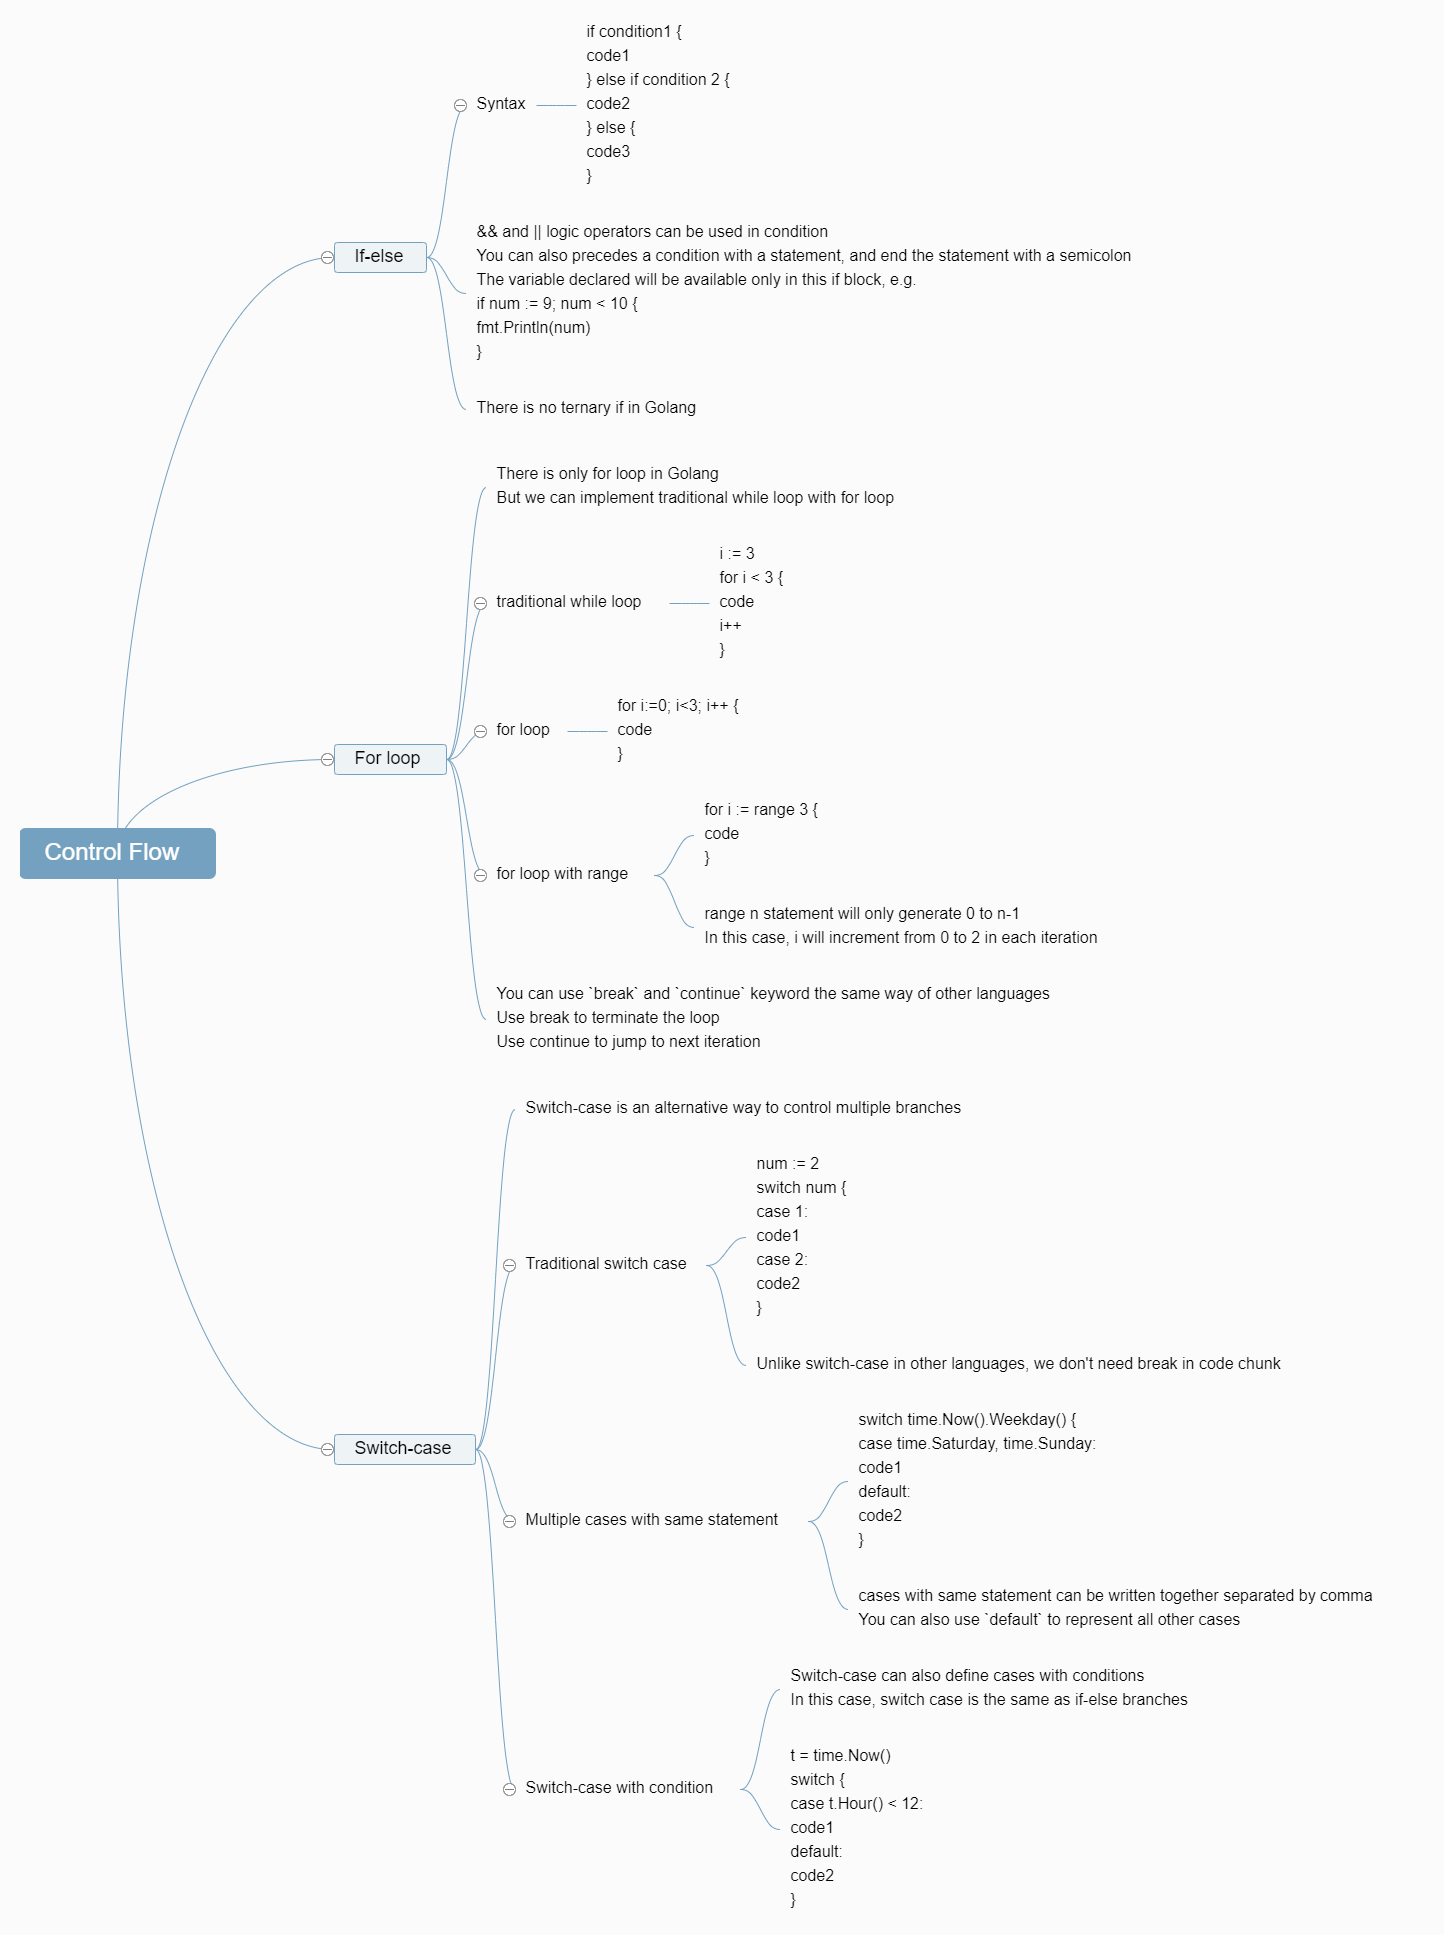 Control Flow
If-else
Syntax
if condition1 {
code1
} else if condition 2 {
code2
} else {
code3
}
&& and || logic operators can be used in condition
You can also precedes a condition with a statement, and end the statement with a semicolon
The variable declared will be available only in this if block, e.g.
if num := 9; num < 10 {
fmt.Println(num)
}
There is no ternary if in Golang
For loop
There is only for loop in Golang
But we can implement traditional while loop with for loop
traditional while loop
i := 3
for i < 3 {
code
i++
}
for loop
for i:=0; i<3; i++ {
code
}
for loop with range
for i := range 3 {
code
}
range n statement will only generate 0 to n-1
In this case, i will increment from 0 to 2 in each iteration
You can use `break` and `continue` keyword the same way of other languages
Use break to terminate the loop
Use continue to jump to next iteration
Switch-case
Switch-case is an alternative way to control multiple branches
Traditional switch case
num := 2
switch num {
case 1:
code1
case 2:
code2
}
Unlike switch-case in other languages, we don't need break in code chunk
Multiple cases with same statement
switch time.Now().Weekday() {
case time.Saturday, time.Sunday:
code1
default:
code2
}
cases with same statement can be written together separated by comma
You can also use `default` to represent all other cases
Switch-case with condition
Switch-case can also define cases with conditions
In this case, switch case is the same as if-else branches
t = time.Now()
switch {
case t.Hour() < 12:
code1
default:
code2
}